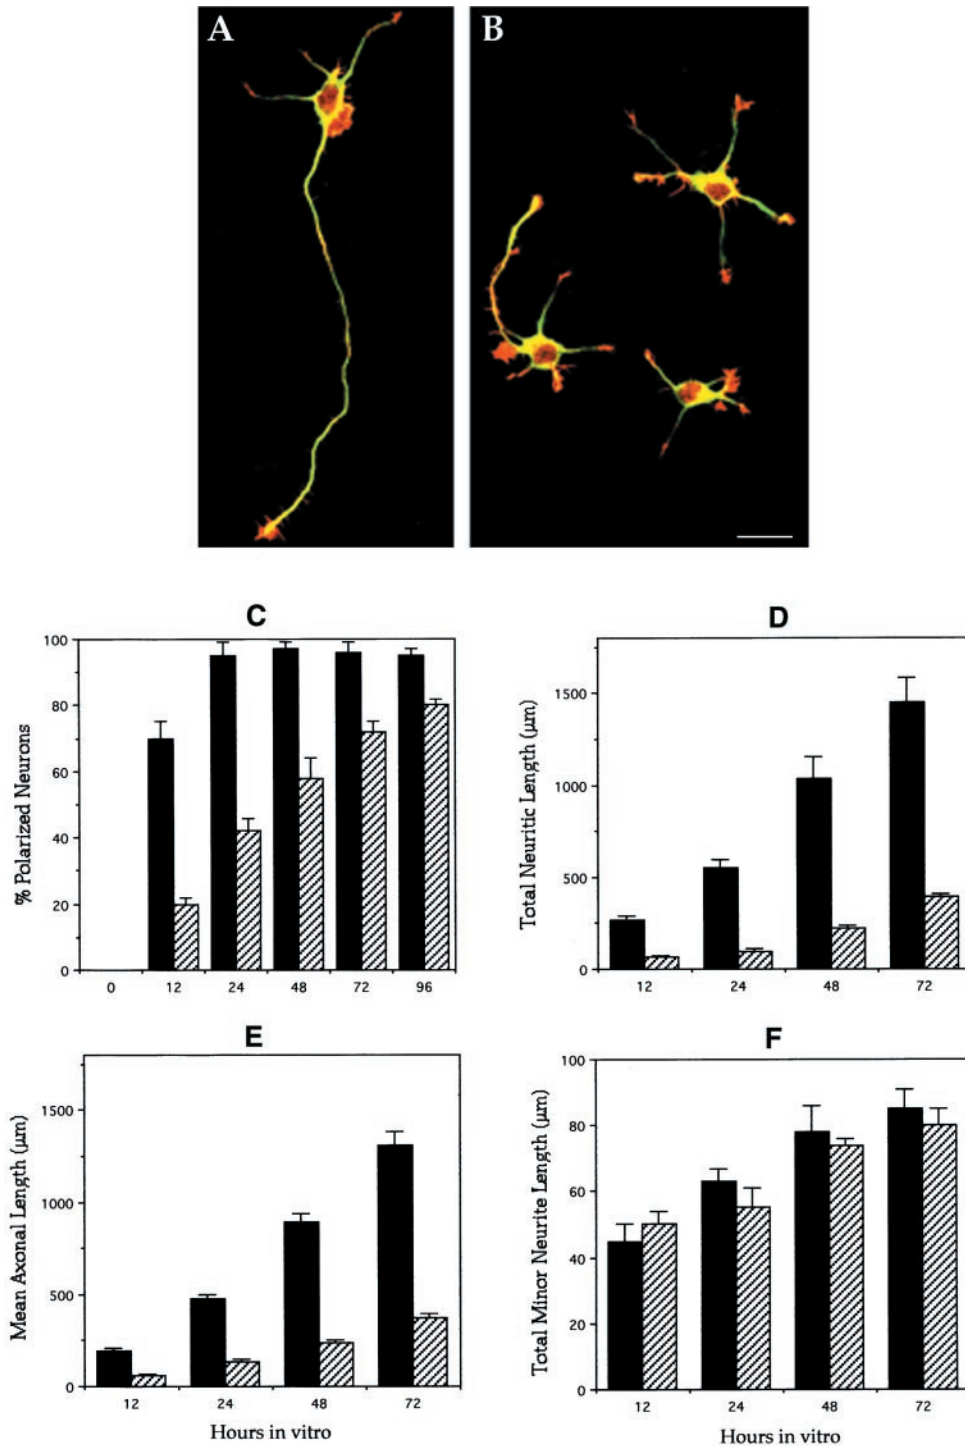 A
B
C
% Polarized Neurons
100
80
60
40
20
0
0 12 24 48 72 96
D
Total Neuritic Length (µm)
1500
1000
500
0
12 24 48 72
E
Mean Axonal Length (µm)
1500
1000
500
0
12 24 48 72
Hours in vitro
F
Total Minor Neurite Length (µm)
100
80
60
40
20
0
12 24 48 72
Hours in vitro